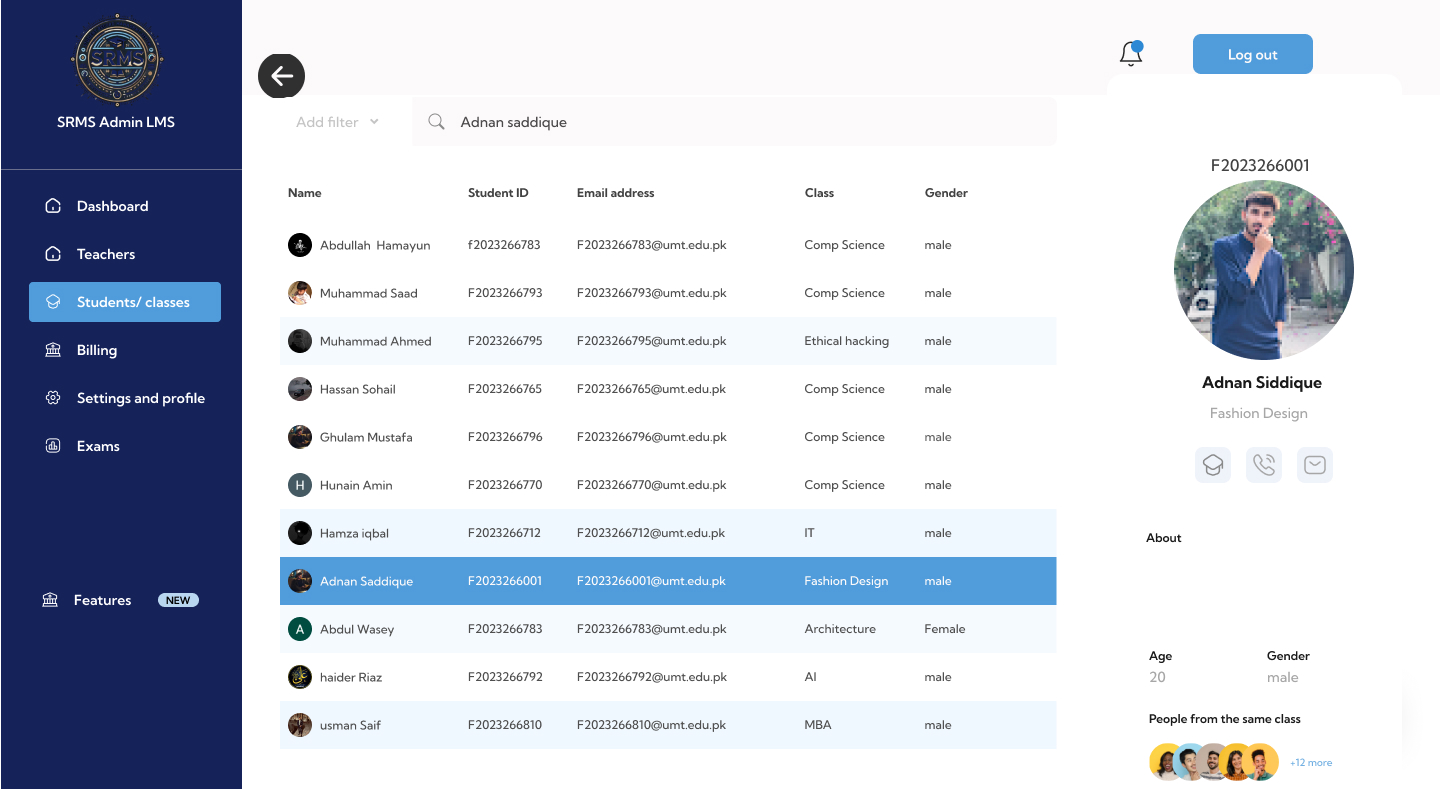 SRMS
SRMS Admin LMS
Dashboard
Teachers
Students/ classes
Billing
Settings and profile
Exams
Features NEW
Log out
Add filter Adnan saddique
Name Student ID Email address Class Gender
Abdullah  Hamayun f2023266783 F2023266783@umt.edu.pk Comp Science male
Muhammad Saad F2023266793 F2023266793@umt.edu.pk Comp Science male
Muhammad Ahmed F2023266795 F2023266795@umt.edu.pk Ethical hacking male
Hassan Sohail F2023266765 F2023266765@umt.edu.pk Comp Science male
Ghulam Mustafa F2023266796 F2023266796@umt.edu.pk Comp Science male
H Hunain Amin F2023266770 F2023266770@umt.edu.pk Comp Science male
Hamza iqbal F2023266712 F2023266712@umt.edu.pk IT male
Adnan Saddique F2023266001 F2023266001@umt.edu.pk Fashion Design male
A Abdul Wasey F2023266783 F2023266783@umt.edu.pk Architecture Female
haider Riaz F2023266792 F2023266792@umt.edu.pk AI male
usman Saif F2023266810 F2023266810@umt.edu.pk MBA male
F2023266001
Adnan Siddique
Fashion Design
About
Age Gender
20 male
People from the same class
+12 more